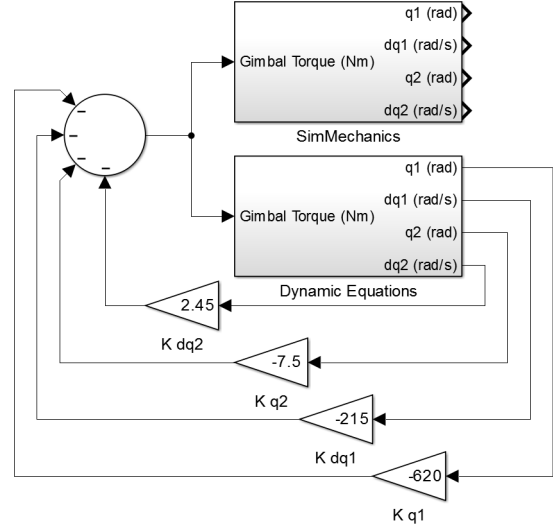 q1 (rad)
dq1 (rad/s)
Gimbal Torque (Nm)
q2 (rad)
dq2 (rad/s)
SimMechanics
q1 (rad)
dq1 (rad/s)
Gimbal Torque (Nm)
q2 (rad)
dq2 (rad/s)
Dynamic Equations
2.45
K dq2
-7.5
K q2
-215
K dq1
-620
K q1